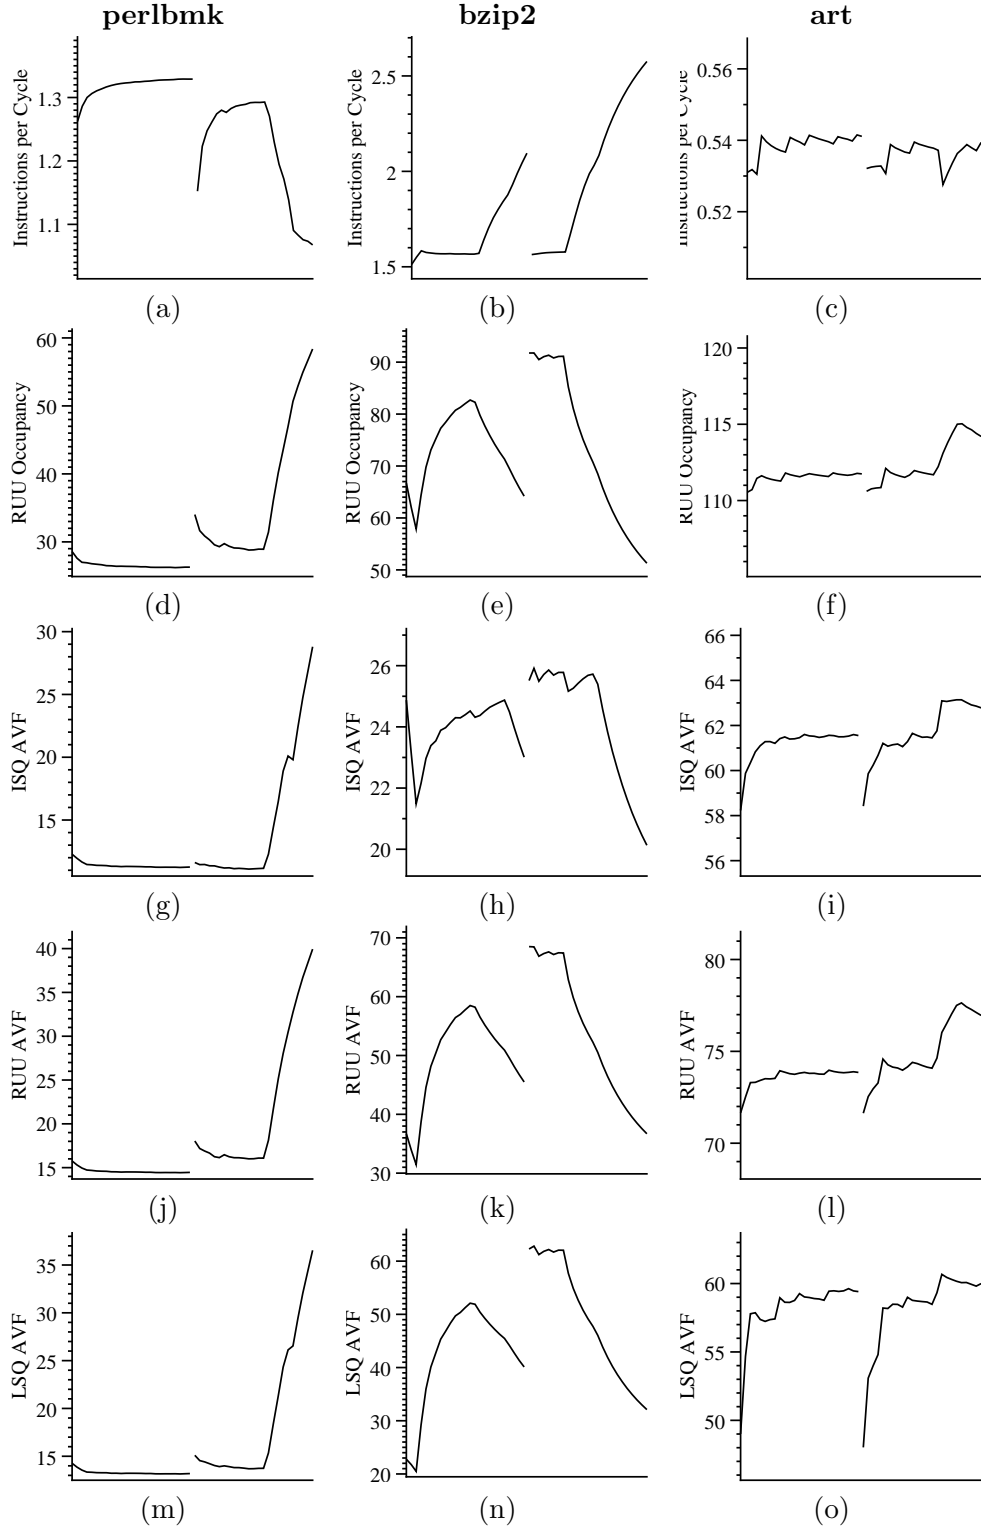 perlbmk bzip2 art
Instructions per Cycle
1.3
1.2
1.1
Instructions per Cycle
2.5
2
1.5
Instructions per Cycle
0.56
0.54
0.52
(a) (b) (c)
RUU Occupancy
60
50
40
30
RUU Occupancy
90
80
70
60
50
RUU Occupancy
120
115
110
(d) (e) (f)
ISQ AVF
30
25
20
15
ISQ AVF
26
24
22
20
ISQ AVF
66
64
62
60
58
56
(g) (h) (i)
RUU AVF
40
35
30
25
20
15
RUU AVF
70
60
50
40
30
RUU AVF
80
75
70
(j) (k) (l)
LSQ AVF
35
30
25
20
15
LSQ AVF
60
50
40
30
20
LSQ AVF
60
55
50
(m) (n) (o)